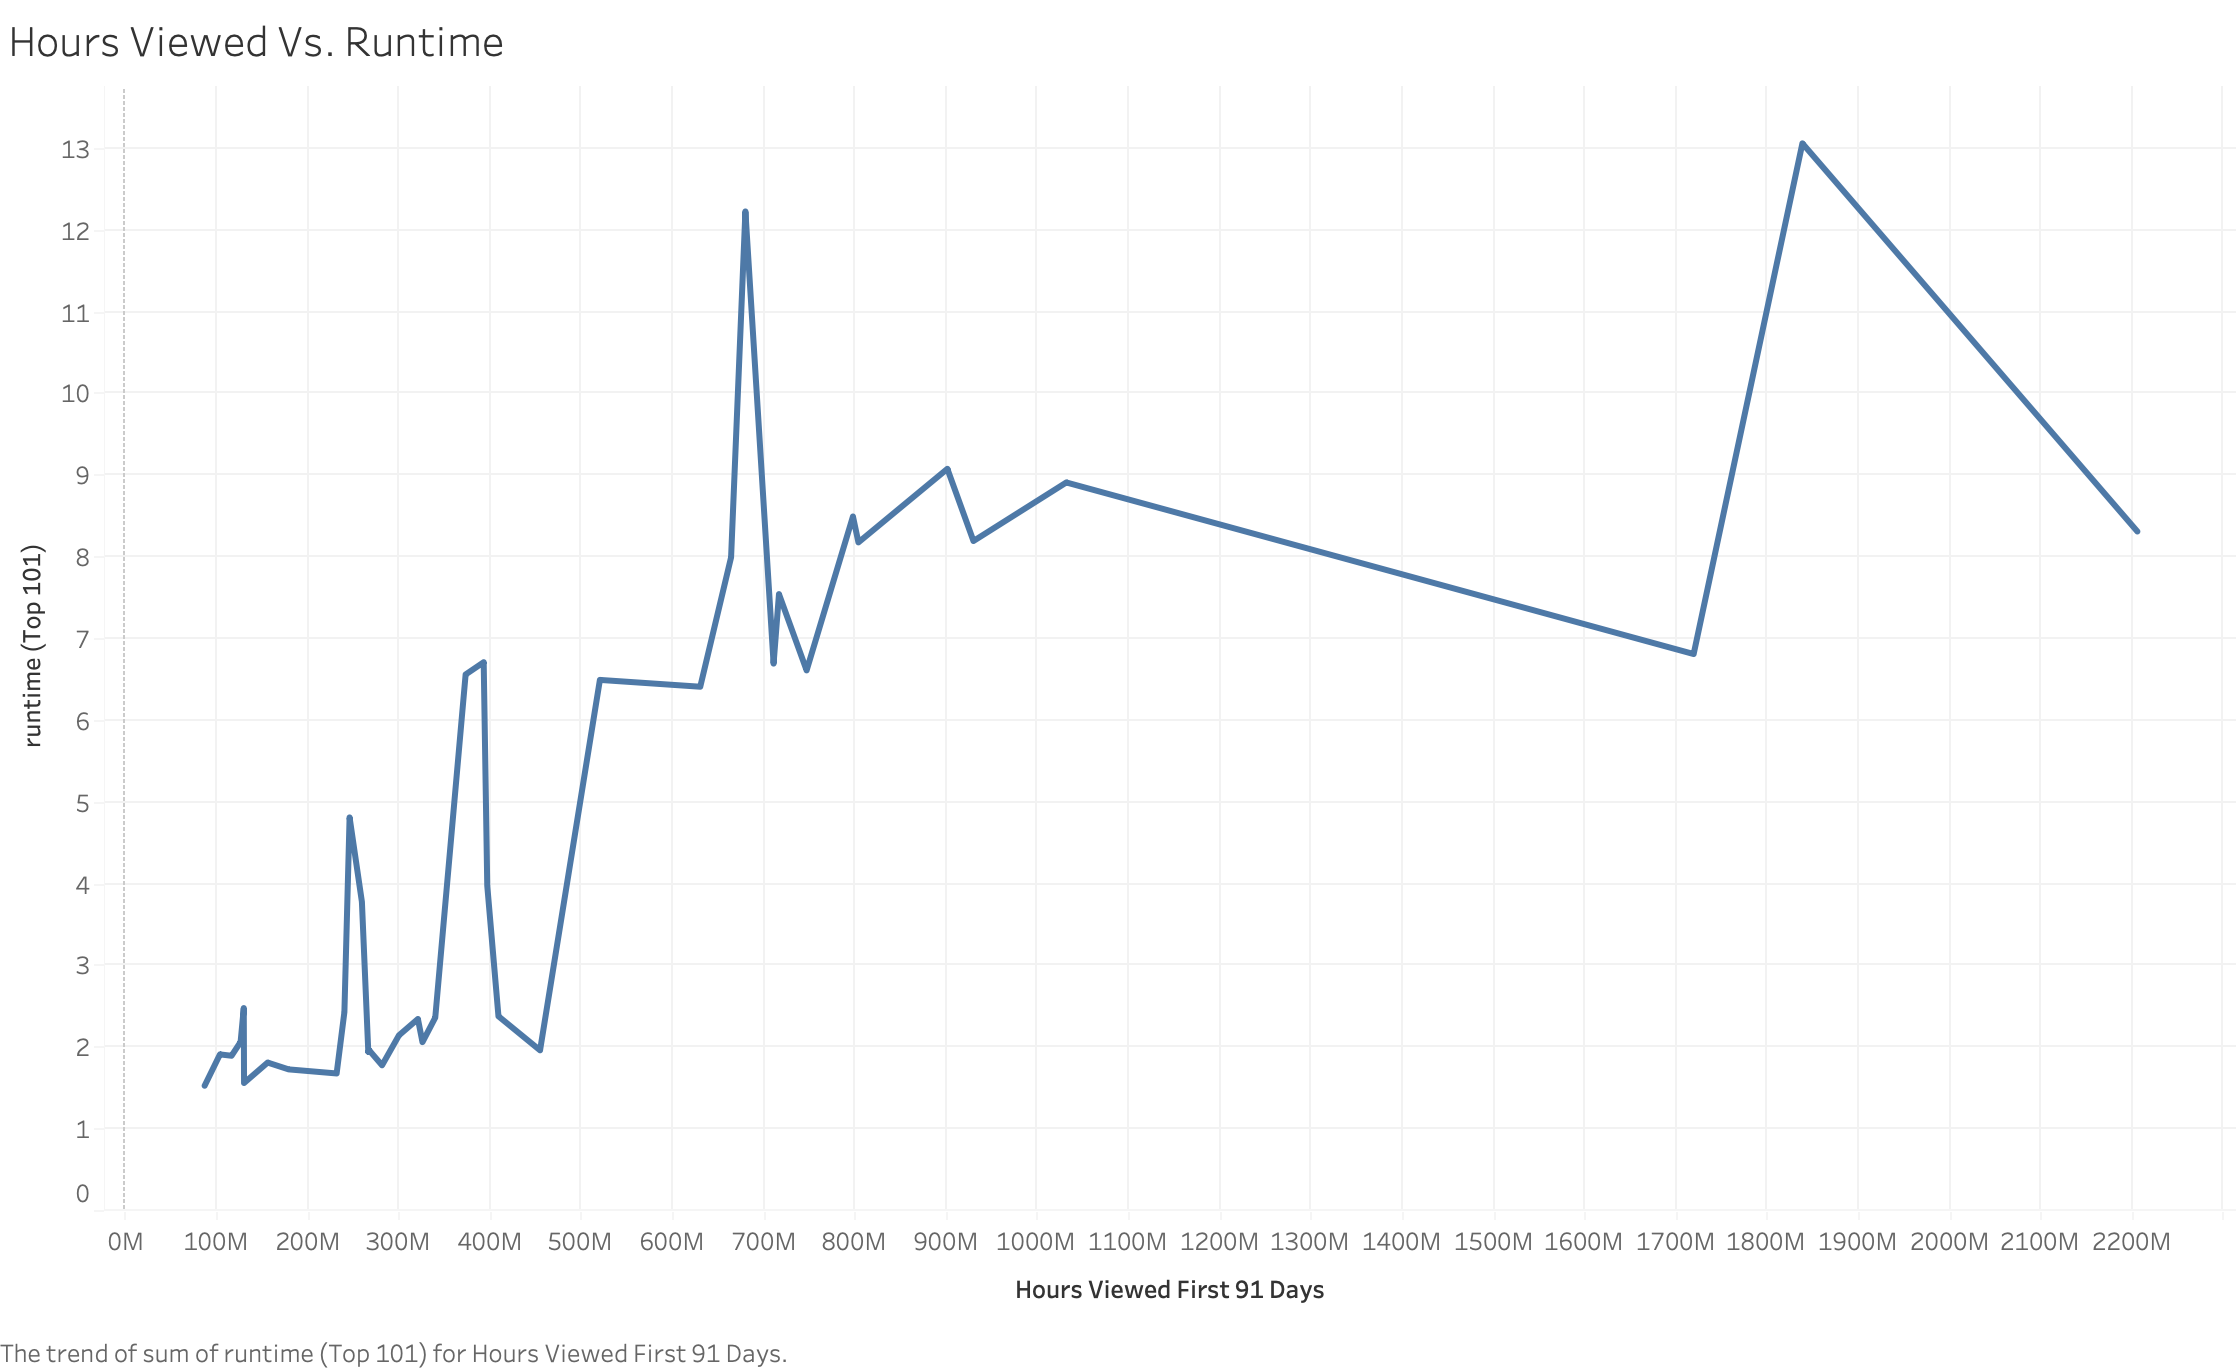 Hours Viewed Vs. Runtime
13
12
11
10
9
8
7
6
5
4
3
2
1
0
runtime (Top 101)
0M 100M 200M 300M 400M 500M 600M 700M 800M 900M 1000M 1100M 1200M 1300M 1400M 1500M 1600M 1700M 1800M 1900M 2000M 2100M 2200M
Hours Viewed First 91 Days
The trend of sum of runtime (Top 101) for Hours Viewed First 91 Days.